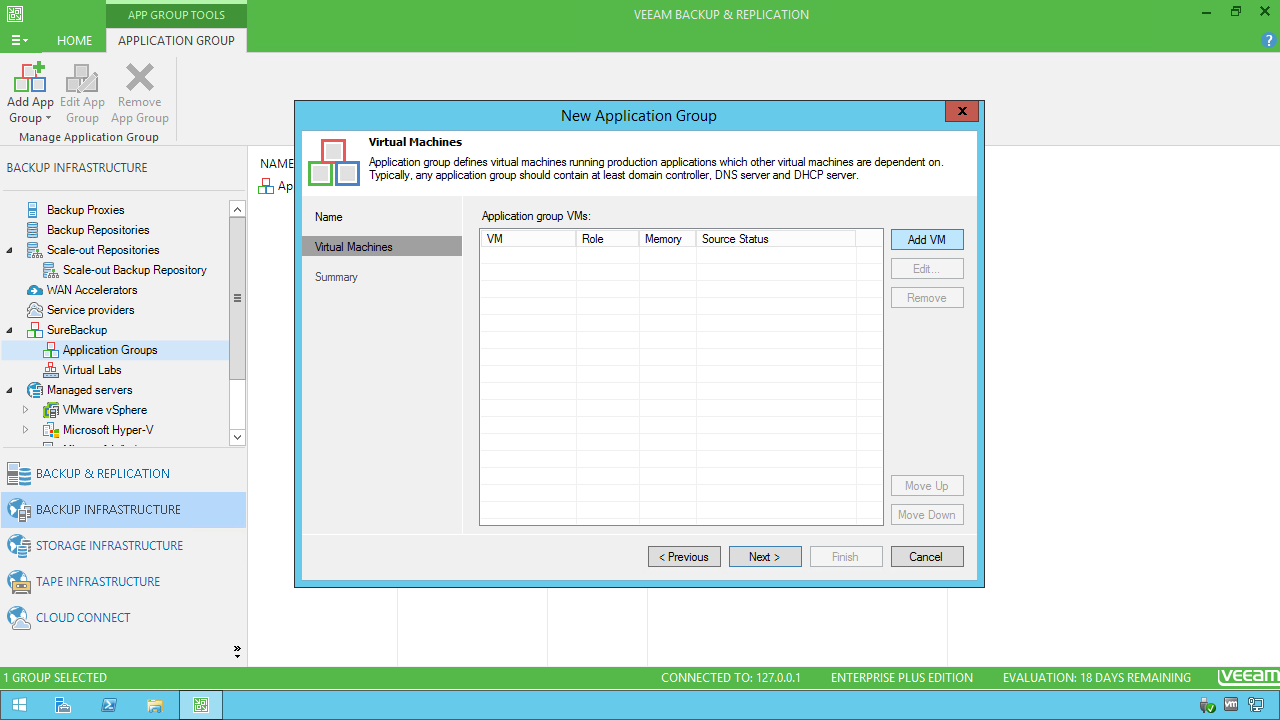 APP GROUP TOOLS
VEEAM BACKUP & REPLICATION
HOME
APPLICATION GROUP
Add App Group
Edit App Group
Remove App Group
Manage Application Group
BACKUP INFRASTRUCTURE
Backup Proxies
Backup Repositories
Scale-out Repositories
Scale-out Backup Repository
WAN Accelerators
Service providers
SureBackup
Application Groups
Virtual Labs
Managed servers
VMware vSphere
Microsoft Hyper-V
BACKUP & REPLICATION
BACKUP INFRASTRUCTURE
STORAGE INFRASTRUCTURE
TAPE INFRASTRUCTURE
CLOUD CONNECT
NAME
Ap
New Application Group
Virtual Machines
Application group defines virtual machines running production applications which other virtual machines are dependent on.
Typically, any application group should contain at least domain controller, DNS server and DHCP server.
Name
Virtual Machines
Summary
Application group VMs:
VM Role Memory Source Status
Add VM
Edit...
Remove
Move Up
Move Down
< Previous Next > Finish Cancel
1 GROUP SELECTED
CONNECTED TO: 127.0.0.1 ENTERPRISE PLUS EDITION EVALUATION: 18 DAYS REMAINING veeam
vm